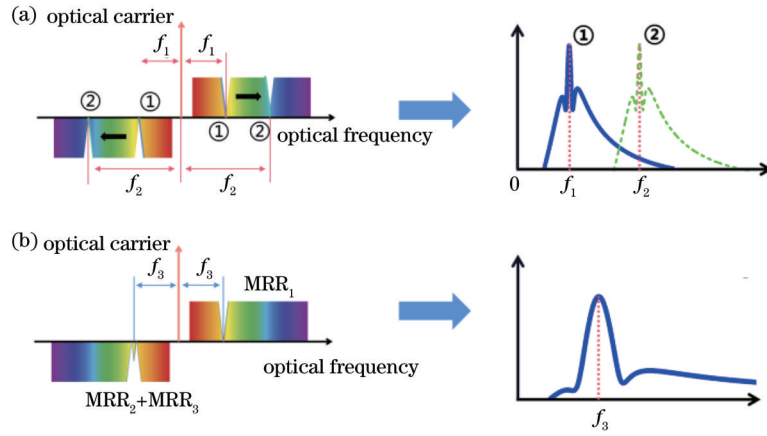 (a)
optical carrier
f₁ f₁
② ①
① ②
optical frequency
f₂ f₂
① ②
0 f₁ f₂
(b)
optical carrier
f₃ f₃
MRR₁
optical frequency
MRR₂+MRR₃
f₃